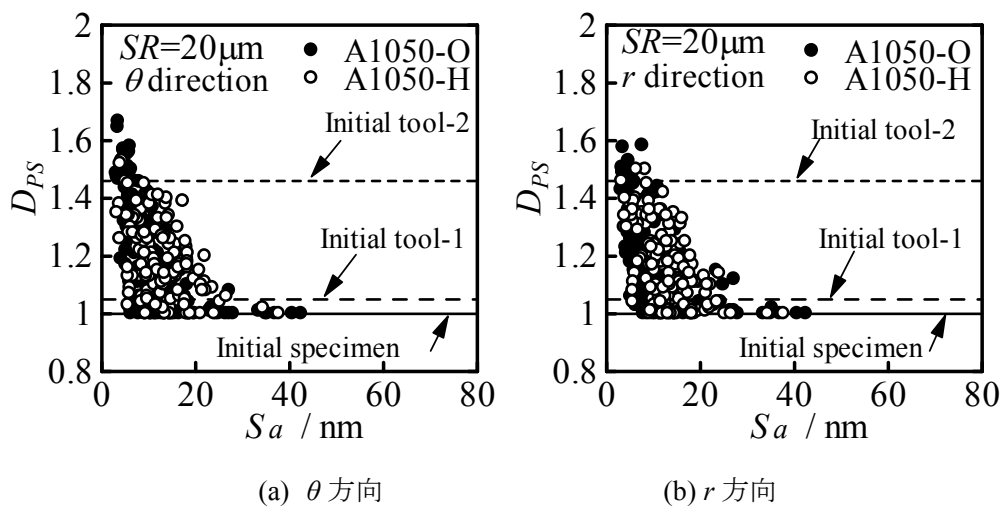 2
1.8
1.6
1.4
1.2
1
0.8
D_PS
SR=20μm
θ direction
A1050-O
A1050-H
Initial tool-2
Initial tool-1
Initial specimen
0 20 40 60 80
Sa / nm
(a) θ 方向
2
1.8
1.6
1.4
1.2
1
0.8
D_PS
SR=20μm
r direction
A1050-O
A1050-H
Initial tool-2
Initial tool-1
Initial specimen
0 20 40 60 80
Sa / nm
(b) r 方向